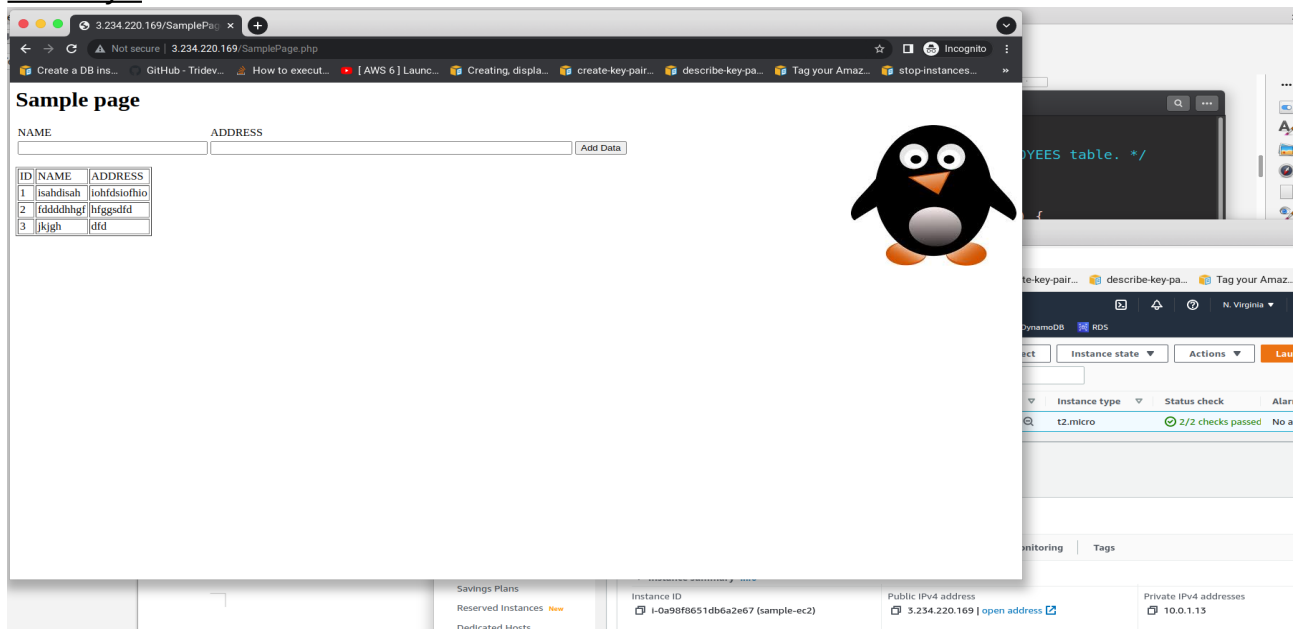 3.234.220.169/SamplePag
Not secure | 3.234.220.169/SamplePage.php
Incognito
Create a DB ins...
GitHub - Tridev...
How to execut...
[ AWS 6 ] Launc...
Creating, displa...
create-key-pair...
describe-key-pa...
Tag your Amaz...
stop-instances...
»
Sample page
NAME ADDRESS
Add Data
ID NAME ADDRESS
1 isahdisah iohfdsiofhio
2 fddddhhgf hfggsdfd
3 jkjgh dfd
OYEES table. */
{
te-key-pair... describe-key-pa... Tag your Amaz...
N. Virginia
DynamoDB RDS
ect Instance state Actions Lau
Instance type Status check Alar
t2.micro 2/2 checks passed No a
onitoring Tags
Savings Plans
Reserved Instances New
Dedicated Hosts
Instance ID Public IPv4 address Private IPv4 addresses
i-0a98f8651db6a2e67 (sample-ec2) 3.234.220.169 | open address 10.0.1.13